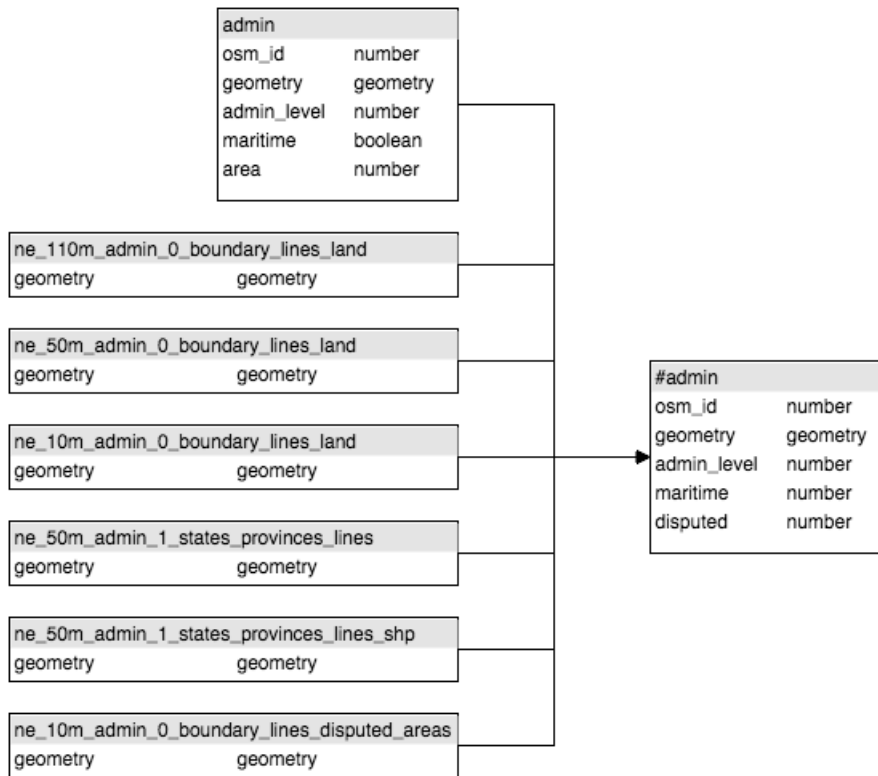 admin
osm_id number
geometry geometry
admin_level number
maritime boolean
area number
ne_110m_admin_0_boundary_lines_land
geometry geometry
ne_50m_admin_0_boundary_lines_land
geometry geometry
ne_10m_admin_0_boundary_lines_land
geometry geometry
ne_50m_admin_1_states_provinces_lines
geometry geometry
ne_50m_admin_1_states_provinces_lines_shp
geometry geometry
ne_10m_admin_0_boundary_lines_disputed_areas
geometry geometry
#admin
osm_id number
geometry geometry
admin_level number
maritime number
disputed number